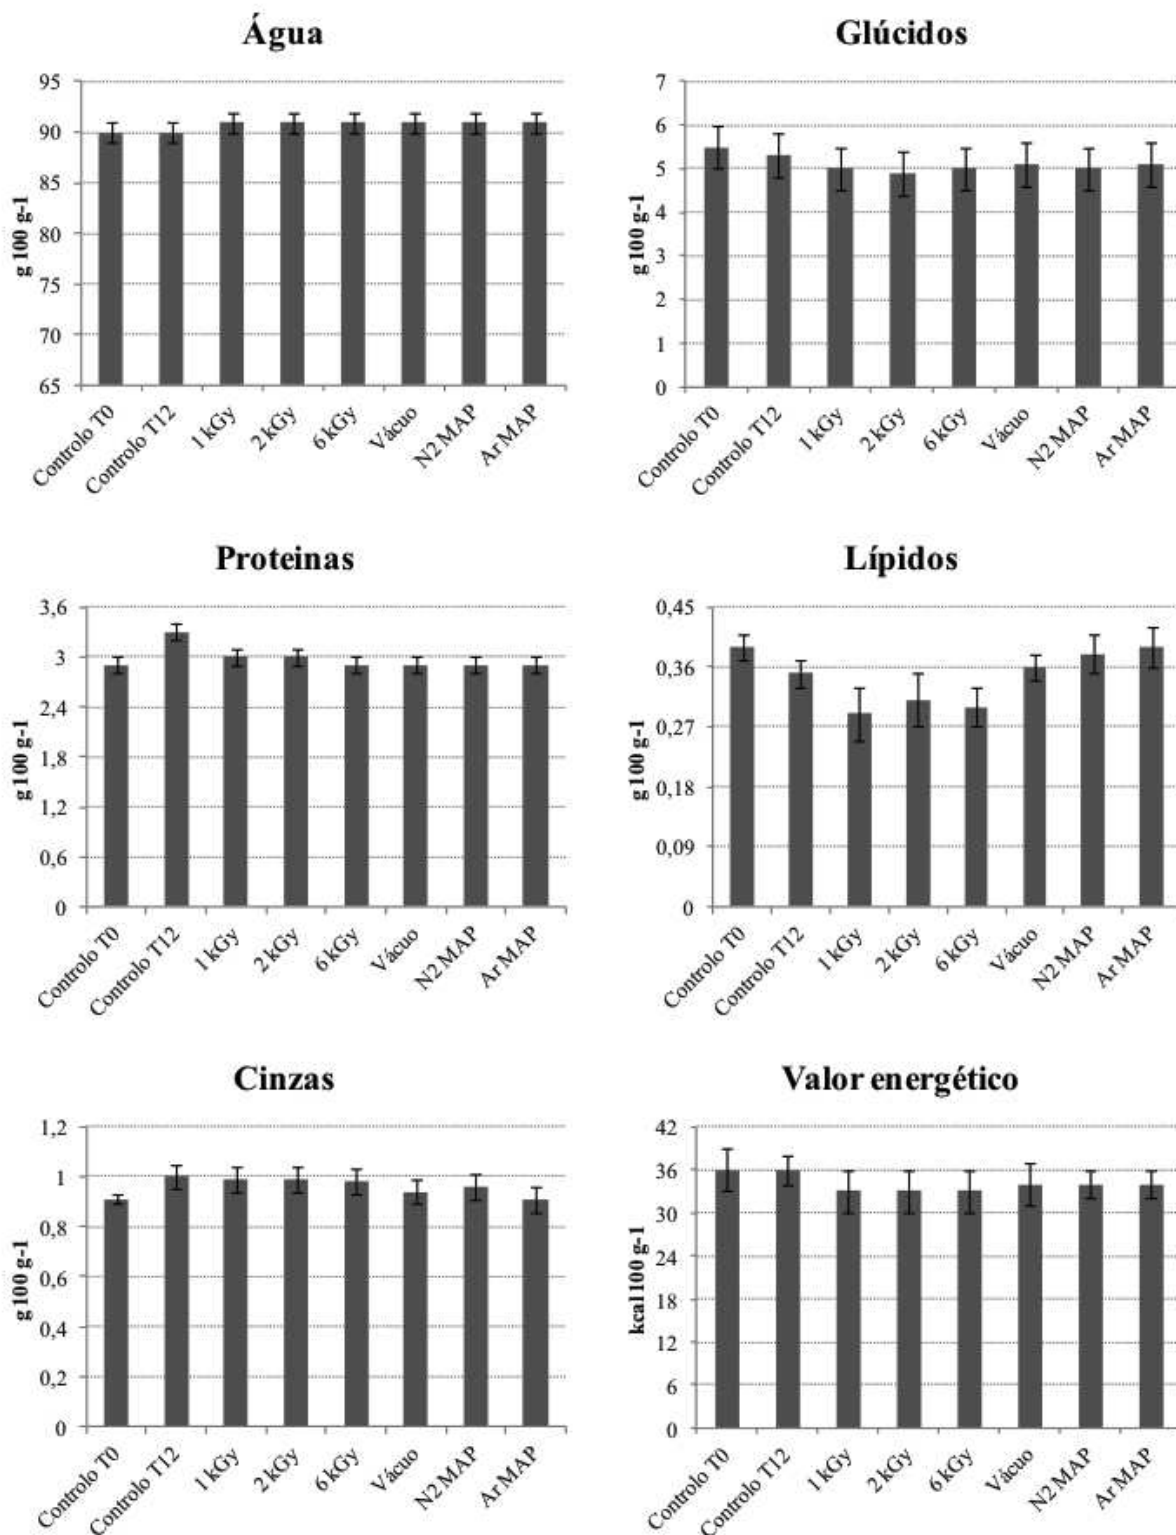 Água
95
90
85
80
75
70
65
g 100 g-1
Controlo T0
Controlo T12
1 kGy
2 kGy
6 kGy
Vácuo
N2 MAP
Ar MAP
Glúcidos
7
6
5
4
3
2
1
0
g 100 g-1
Controlo T0
Controlo T12
1 kGy
2 kGy
6 kGy
Vácuo
N2 MAP
Ar MAP
Proteinas
3,6
3
2,4
1,8
1,2
0,6
0
g 100 g-1
Controlo T0
Controlo T12
1 kGy
2 kGy
6 kGy
Vácuo
N2 MAP
Ar MAP
Lípidos
0,45
0,36
0,27
0,18
0,09
0
g 100 g-1
Controlo T0
Controlo T12
1 kGy
2 kGy
6 kGy
Vácuo
N2 MAP
Ar MAP
Cinzas
1,2
1
0,8
0,6
0,4
0,2
0
g 100 g-1
Controlo T0
Controlo T12
1 kGy
2 kGy
6 kGy
Vácuo
N2 MAP
Ar MAP
Valor energético
42
36
30
24
18
12
6
0
kcal 100 g-1
Controlo T0
Controlo T12
1 kGy
2 kGy
6 kGy
Vácuo
N2 MAP
Ar MAP